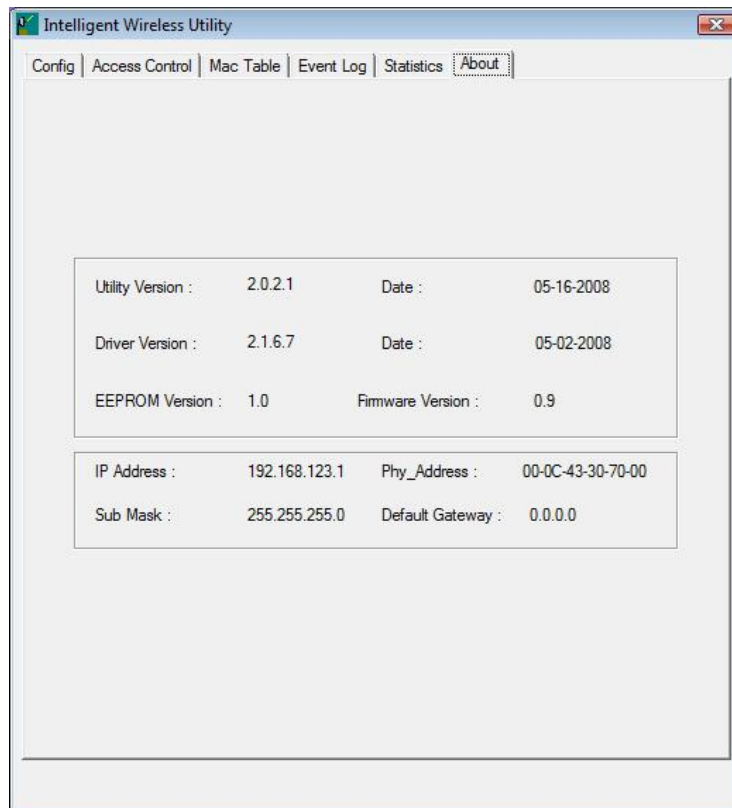 Intelligent Wireless Utility
Config Access Control Mac Table Event Log Statistics About
Utility Version : 2.0.2.1 Date : 05-16-2008
Driver Version : 2.1.6.7 Date : 05-02-2008
EEPROM Version : 1.0 Firmware Version : 0.9
IP Address : 192.168.123.1 Phy_Address : 00-0C-43-30-70-00
Sub Mask : 255.255.255.0 Default Gateway : 0.0.0.0